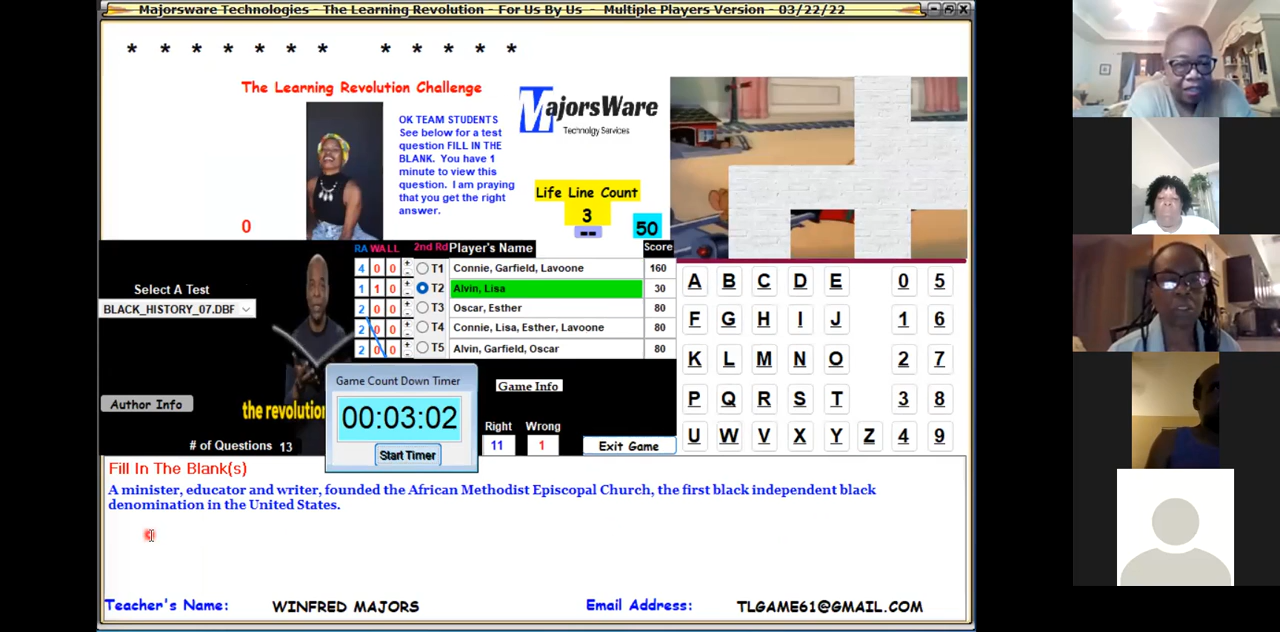 Majorsware Technologies - The Learning Revolution - For Us By Us - Multiple Players Version - 03/22/22
* * * * * * * * * * * *
The Learning Revolution Challenge
OK TEAM STUDENTS
See below for a test
question FILL IN THE
BLANK. You have 1
minute to view this
question. I am praying
that you get the right
answer.
MajorsWare
Technolgy Services
Life Line Count
3
--
50
0
RA WALL 2nd Rd Player's Name Score
4 0 0 + - T1 Connie, Garfield, Lavoone 160
1 1 0 + - T2 Alvin, Lisa 30
2 0 0 + - T3 Oscar, Esther 80
2 0 0 + - T4 Connie, Lisa, Esther, Lavoone 80
2 0 0 + - T5 Alvin, Garfield, Oscar 80
Select A Test
BLACK_HISTORY_07.DBF
Author Info
the revolution
# of Questions 13
Game Count Down Timer
00:03:02
Start Timer
Game Info
Right Wrong
11 1
Exit Game
A B C D E 0 5
F G H I J 1 6
K L M N O 2 7
P Q R S T 3 8
U W V X Y Z 4 9
Fill In The Blank(s)
A minister, educator and writer, founded the African Methodist Episcopal Church, the first black independent black
denomination in the United States.
Teacher's Name: WINFRED MAJORS Email Address: TLGAME61@GMAIL.COM